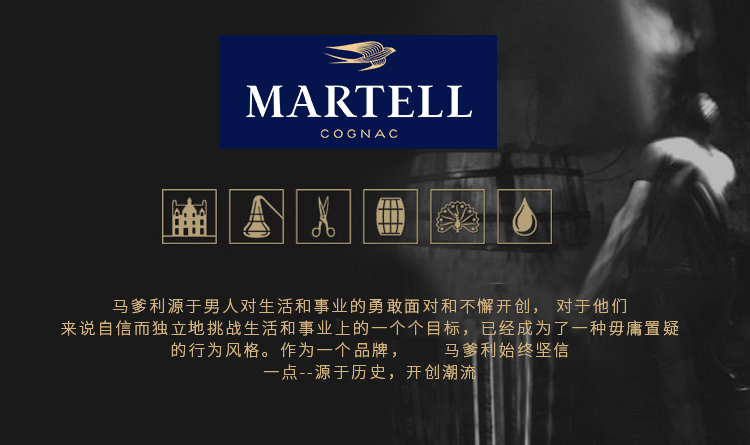 MARTELL
COGNAC
马爹利源于男人对生活和事业的勇敢面对和不懈开创， 对于他们
来说自信而独立地挑战生活和事业上的一个个目标，已经成为了一种毋庸置疑
的行为风格。作为一个品牌， 马爹利始终坚信
一点--源于历史，开创潮流